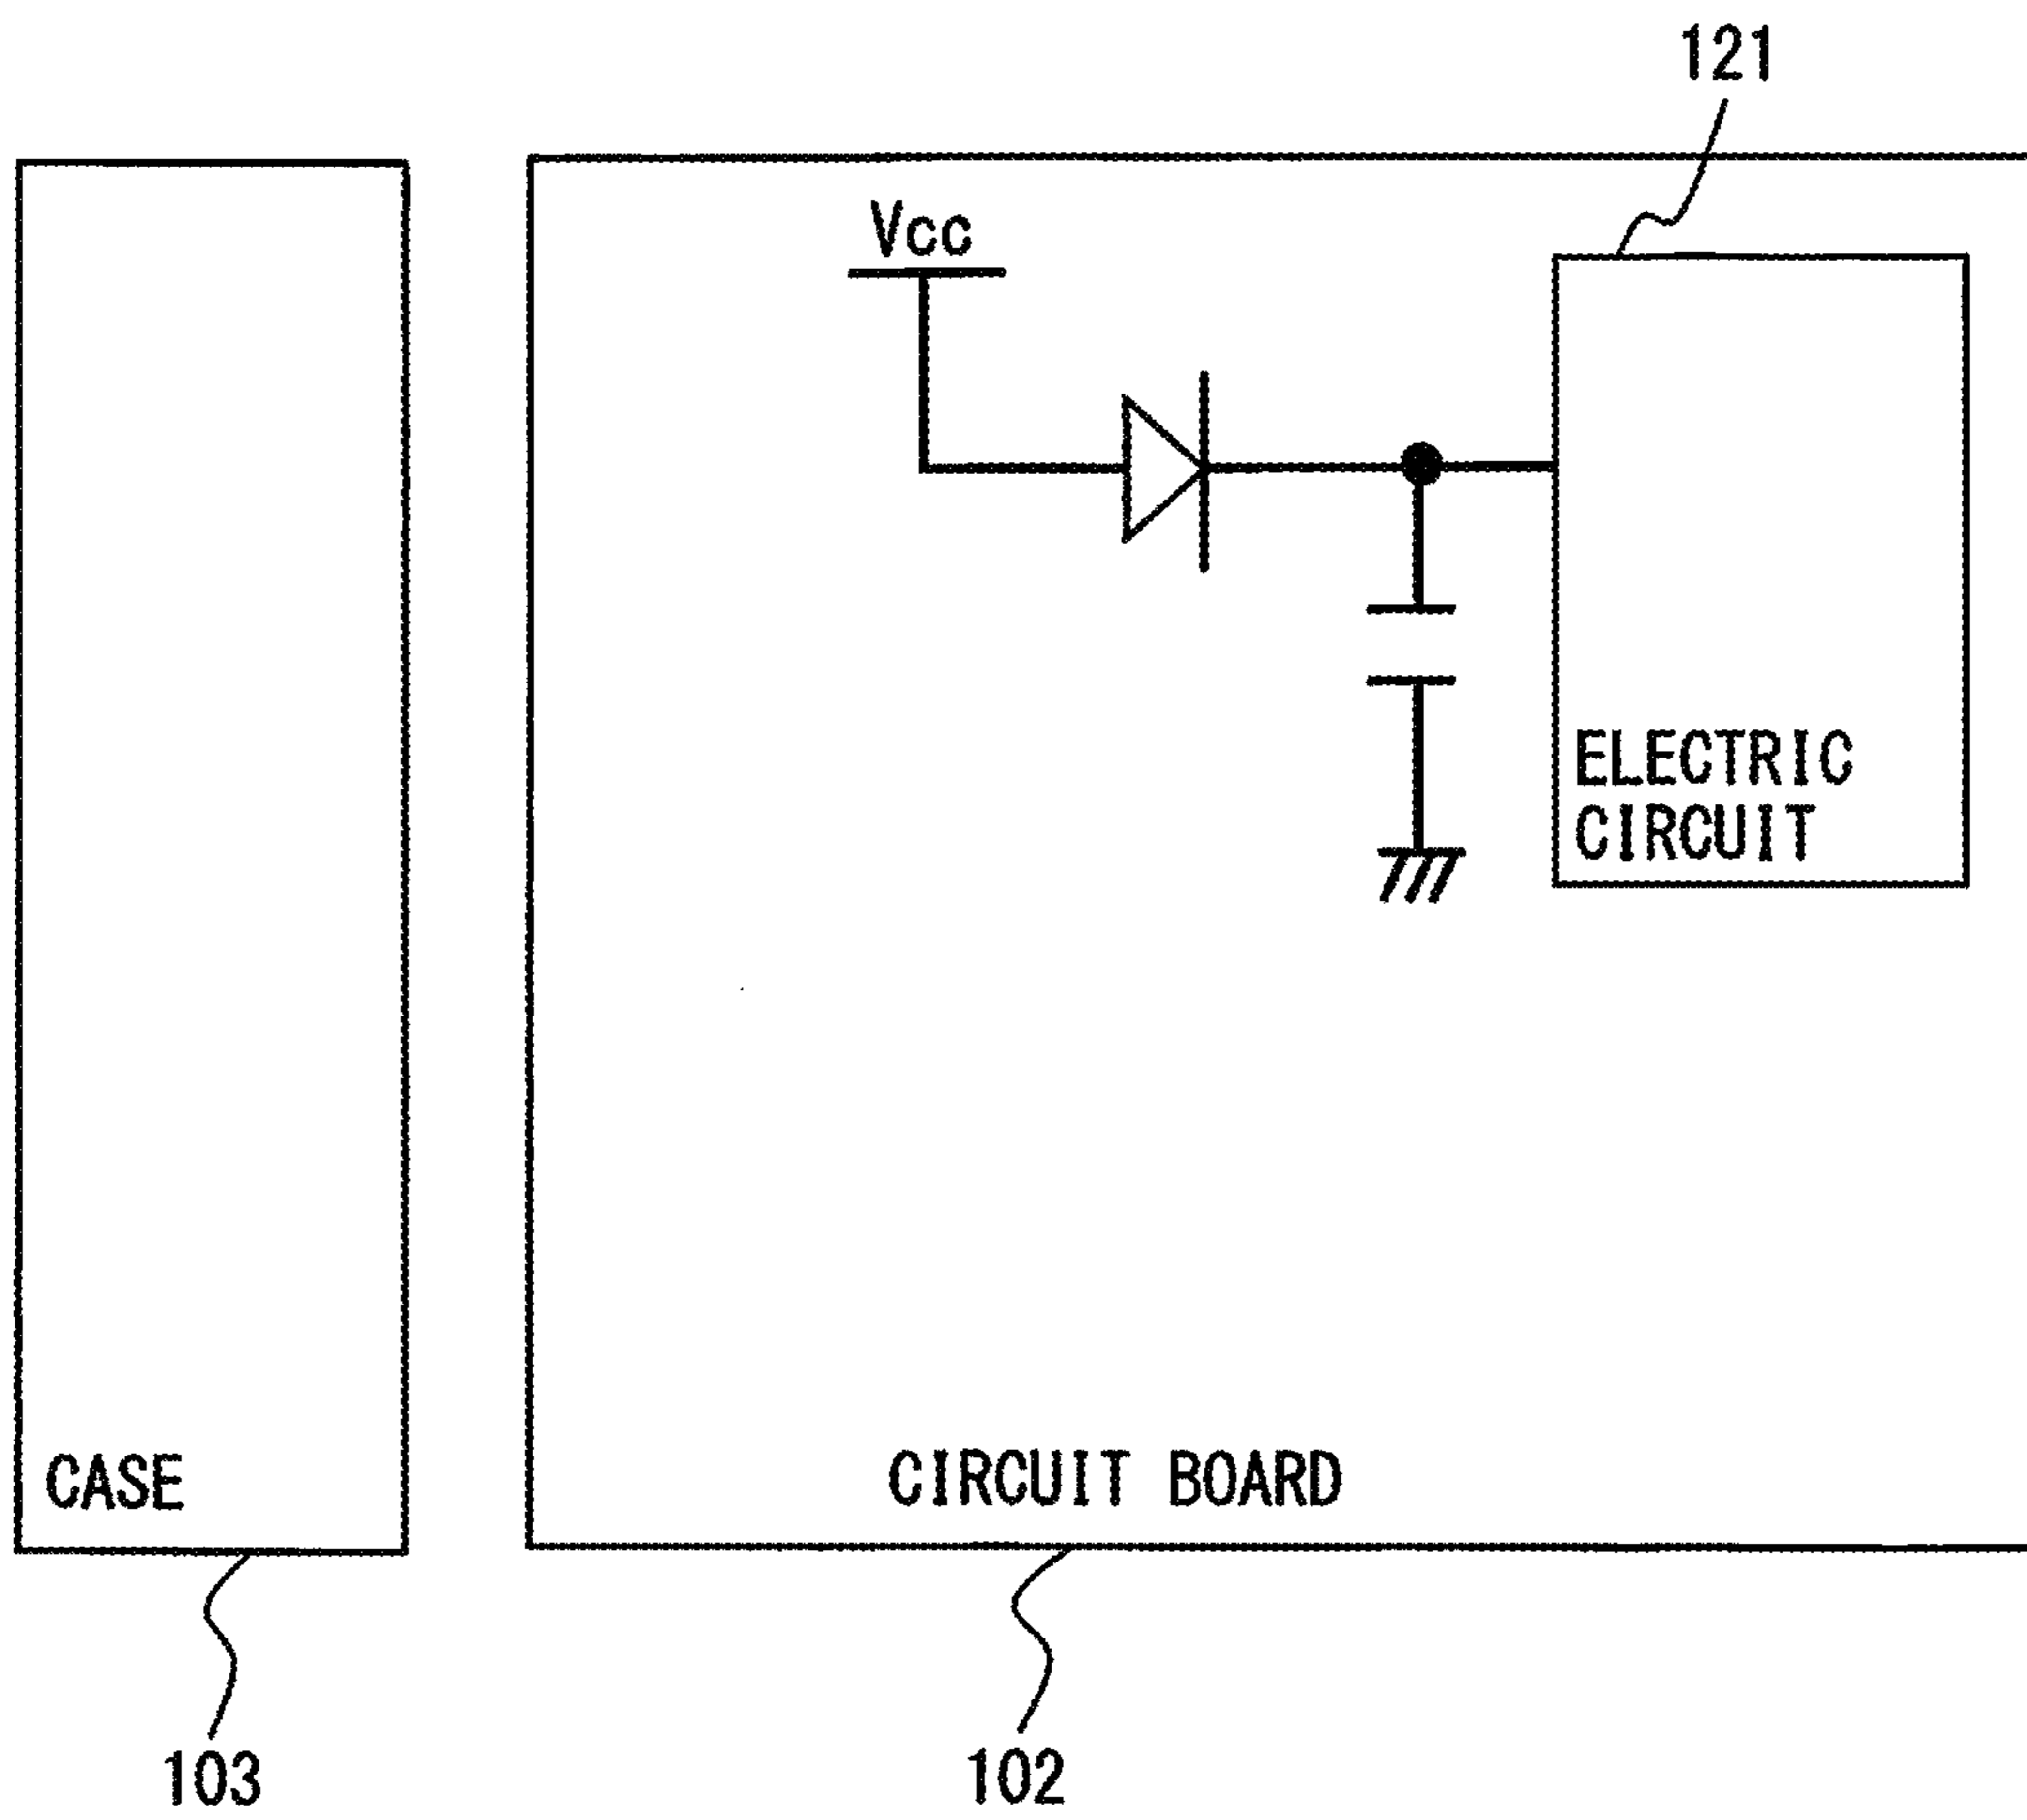 121
Vcc
ELECTRIC
CIRCUIT
CASE
CIRCUIT BOARD
103
102